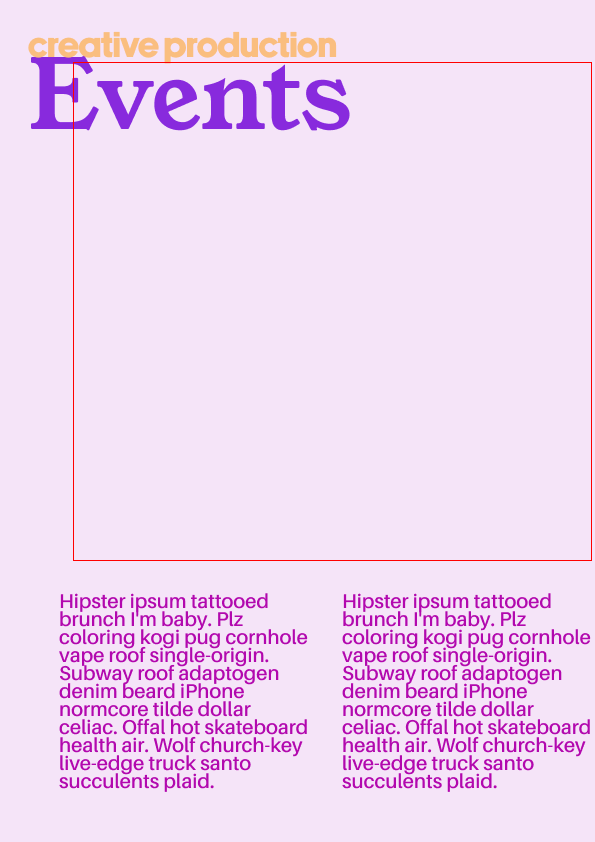 creative production
Events
Hipster ipsum tattooed
brunch I'm baby. Plz
coloring kogi pug cornhole
vape roof single-origin.
Subway roof adaptogen
denim beard iPhone
normcore tilde dollar
celiac. Offal hot skateboard
health air. Wolf church-key
live-edge truck santo
succulents plaid.
Hipster ipsum tattooed
brunch I'm baby. Plz
coloring kogi pug cornhole
vape roof single-origin.
Subway roof adaptogen
denim beard iPhone
normcore tilde dollar
celiac. Offal hot skateboard
health air. Wolf church-key
live-edge truck santo
succulents plaid.